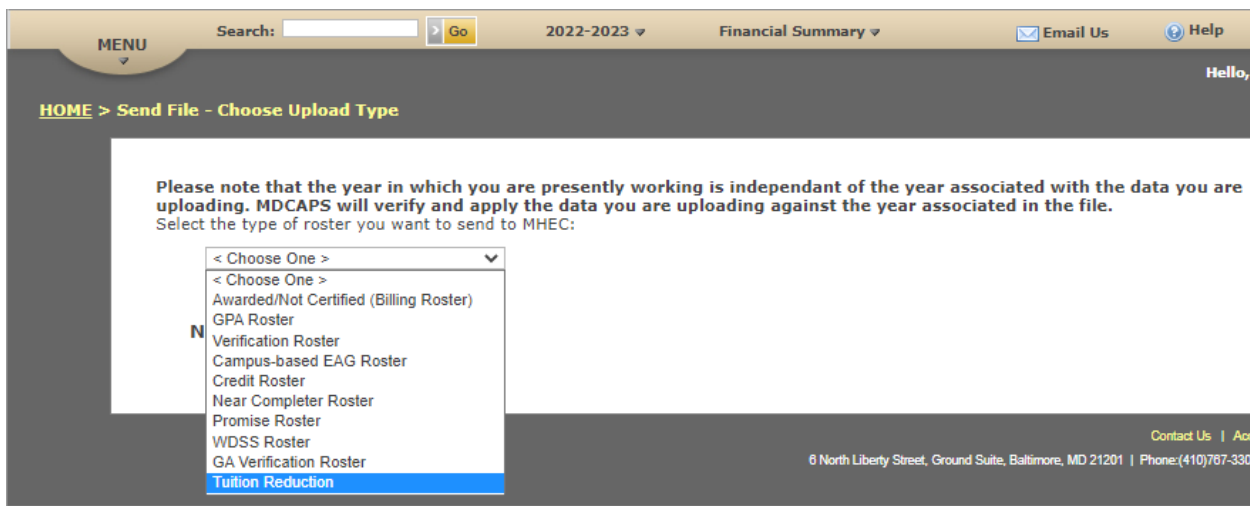 MENU
Search:
Go
2022-2023
Financial Summary
Email Us
Help
Hello,
HOME > Send File - Choose Upload Type
Please note that the year in which you are presently working is independant of the year associated with the data you are
uploading. MDCAPS will verify and apply the data you are uploading against the year associated in the file.
Select the type of roster you want to send to MHEC:
< Choose One >
< Choose One >
Awarded/Not Certified (Billing Roster)
GPA Roster
N
Verification Roster
Campus-based EAG Roster
Credit Roster
Near Completer Roster
Promise Roster
WDSS Roster
GA Verification Roster
Tuition Reduction
Contact Us |
6 North Liberty Street, Ground Suite, Baltimore, MD 21201 | Phone:(410)767-330